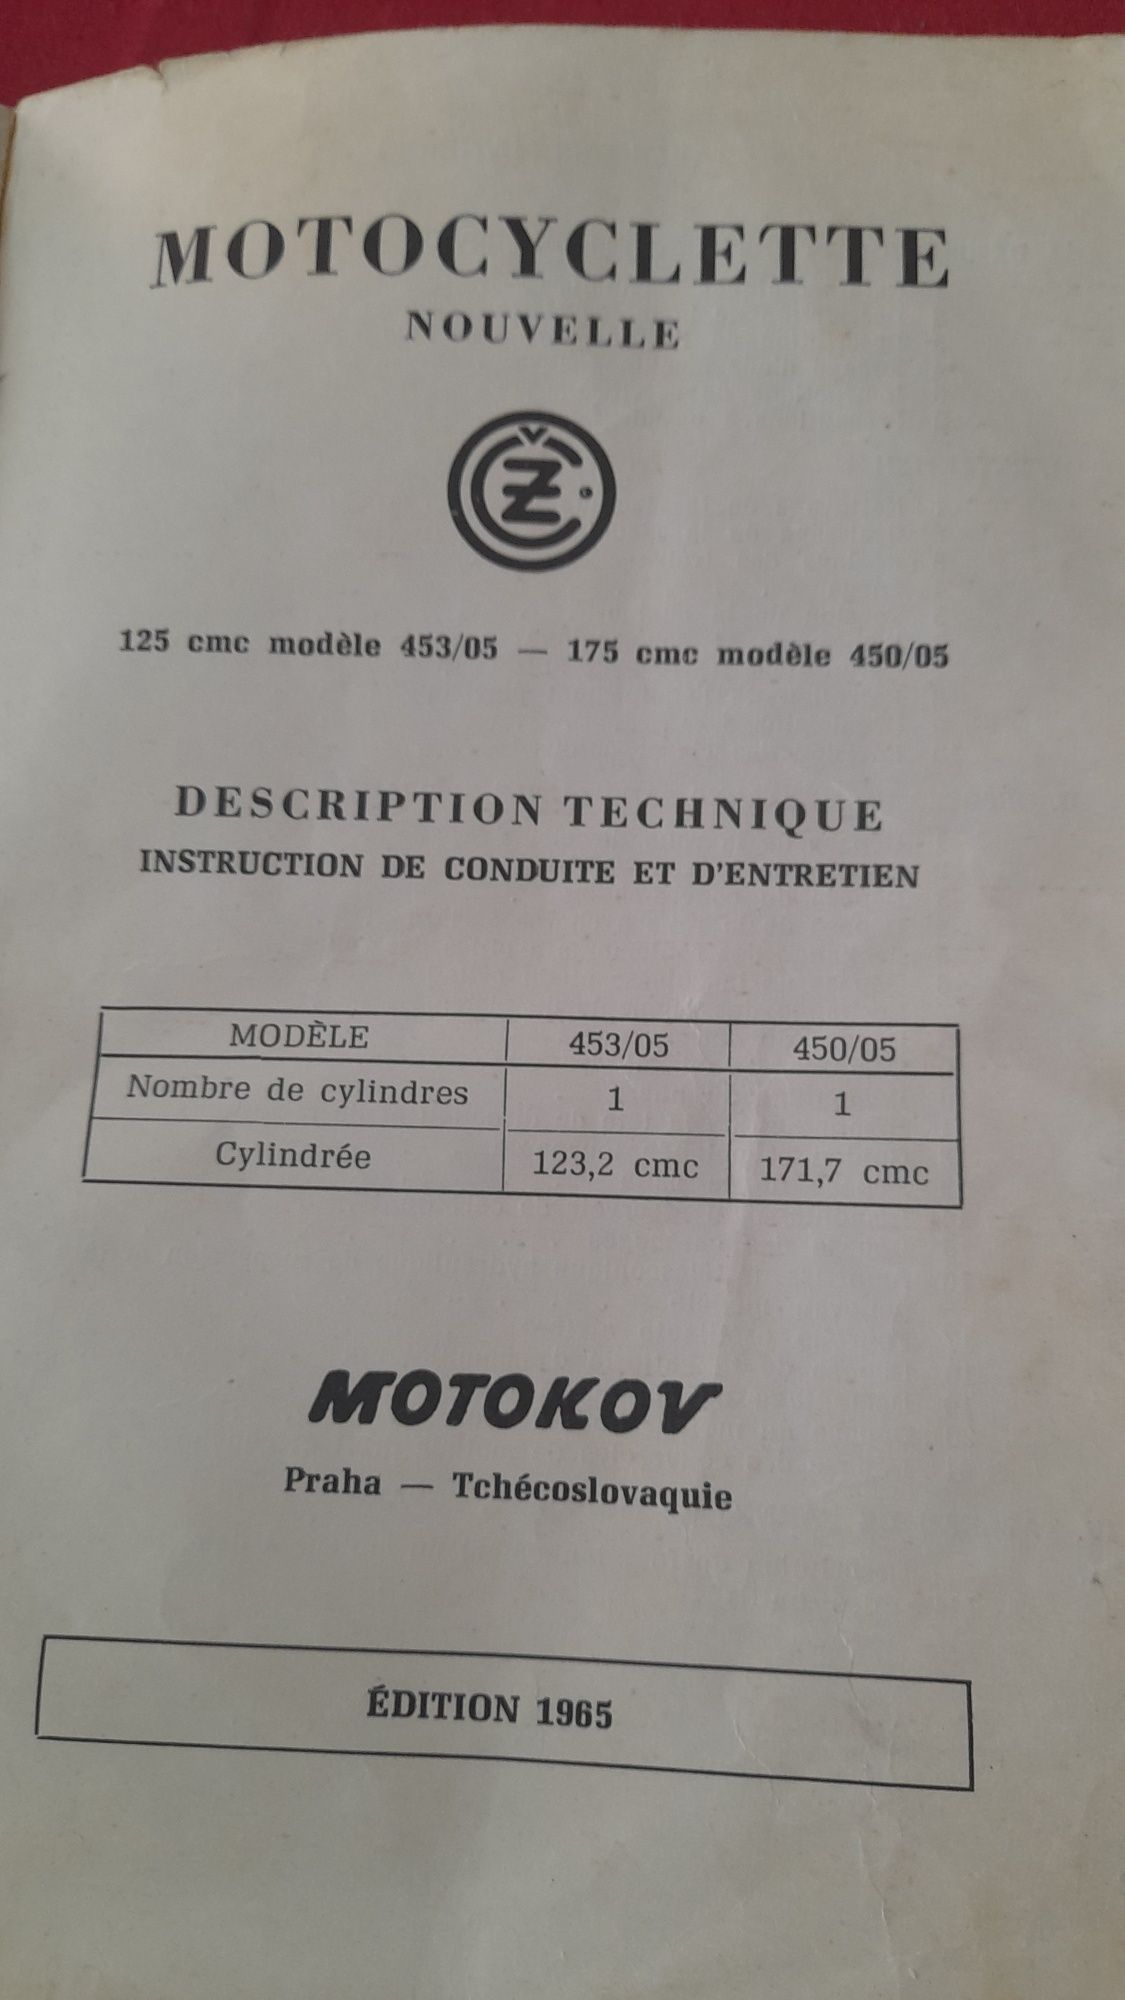 MOTOCYCLETTE
NOUVELLE
ČZ
125 cmc modèle 453/05 — 175 cmc modèle 450/05
DESCRIPTION TECHNIQUE
INSTRUCTION DE CONDUITE ET D'ENTRETIEN
MODÈLE 453/05 450/05
Nombre de cylindres 1 1
Cylindrée 123,2 cmc 171,7 cmc
MOTOKOV
Praha — Tchécoslovaquie
ÉDITION 1965